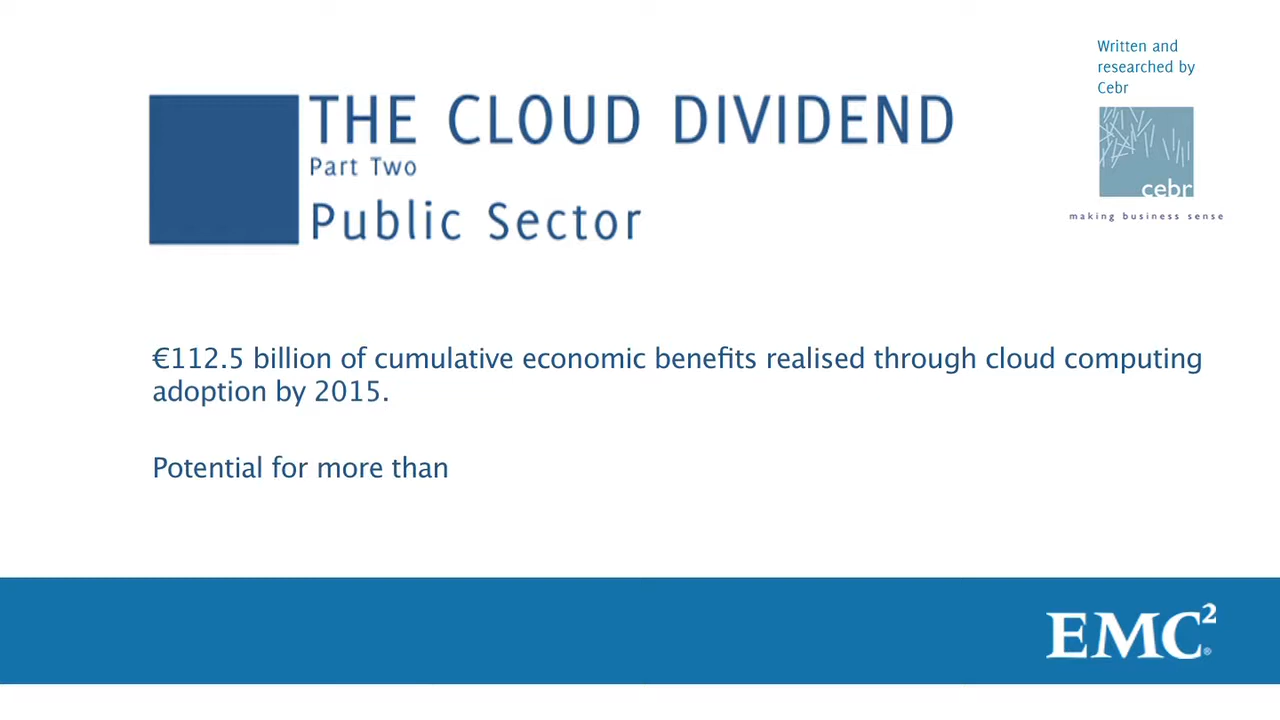 Written and
researched by
Cebr
THE CLOUD DIVIDEND
Part Two
Public Sector
cebr
making business sense
€112.5 billion of cumulative economic benefits realised through cloud computing
adoption by 2015.
Potential for more than
EMC²®